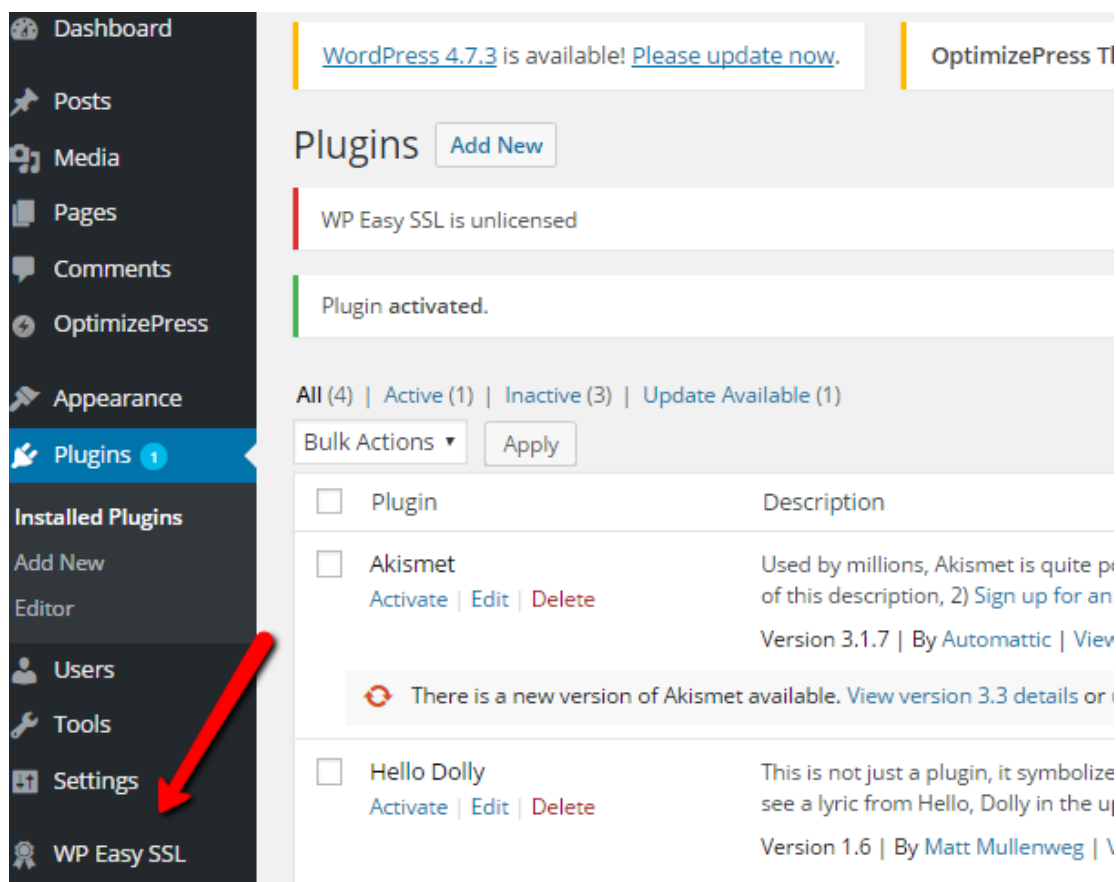 Dashboard
Posts
Media
Pages
Comments
OptimizePress
Appearance
Plugins 1
Installed Plugins
Add New
Editor
Users
Tools
Settings
WP Easy SSL
WordPress 4.7.3 is available! Please update now.
OptimizePress
Plugins Add New
WP Easy SSL is unlicensed
Plugin activated.
All (4) | Active (1) | Inactive (3) | Update Available (1)
Bulk Actions Apply
Plugin Description
Akismet
Activate | Edit | Delete
Used by millions, Akismet is quite
of this description, 2) Sign up for an
Version 3.1.7 | By Automattic | View
There is a new version of Akismet available. View version 3.3 details or
Hello Dolly
Activate | Edit | Delete
This is not just a plugin, it symbolize
see a lyric from Hello, Dolly in the
Version 1.6 | By Matt Mullenweg |